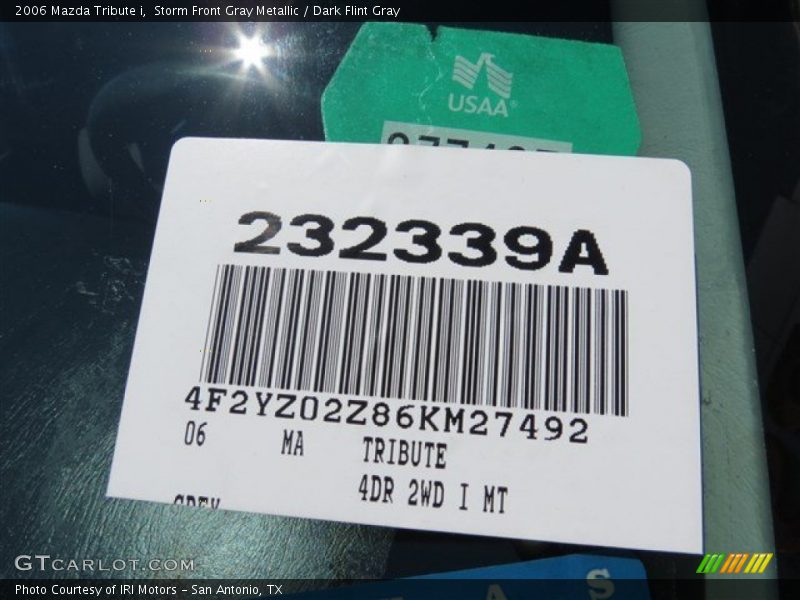 2006 Mazda Tribute i,  Storm Front Gray Metallic / Dark Flint Gray
USAA®
232339A
4F2YZ02Z86KM27492
06 MA TRIBUTE
4DR 2WD I MT
GREY
GTCARLOT.COM
Photo Courtesy of IRI Motors - San Antonio, TX